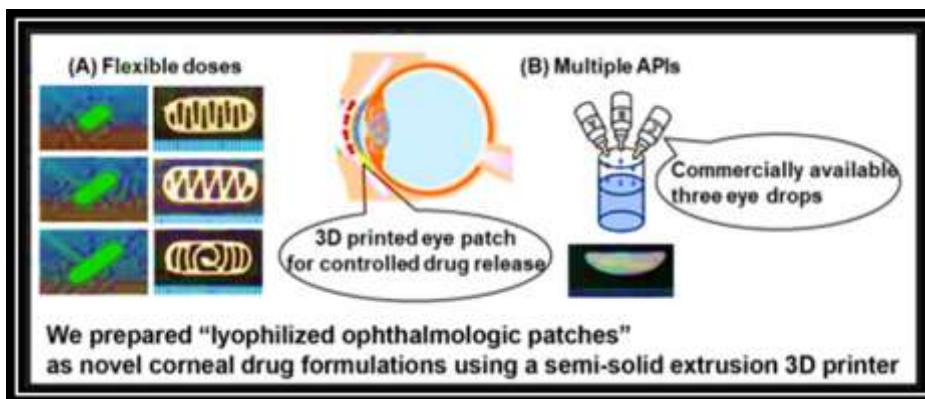 (A) Flexible doses
(B) Multiple APIs
Commercially available
three eye drops
3D printed eye patch
for controlled drug release
We prepared “lyophilized ophthalmologic patches”
as novel corneal drug formulations using a semi-solid extrusion 3D printer